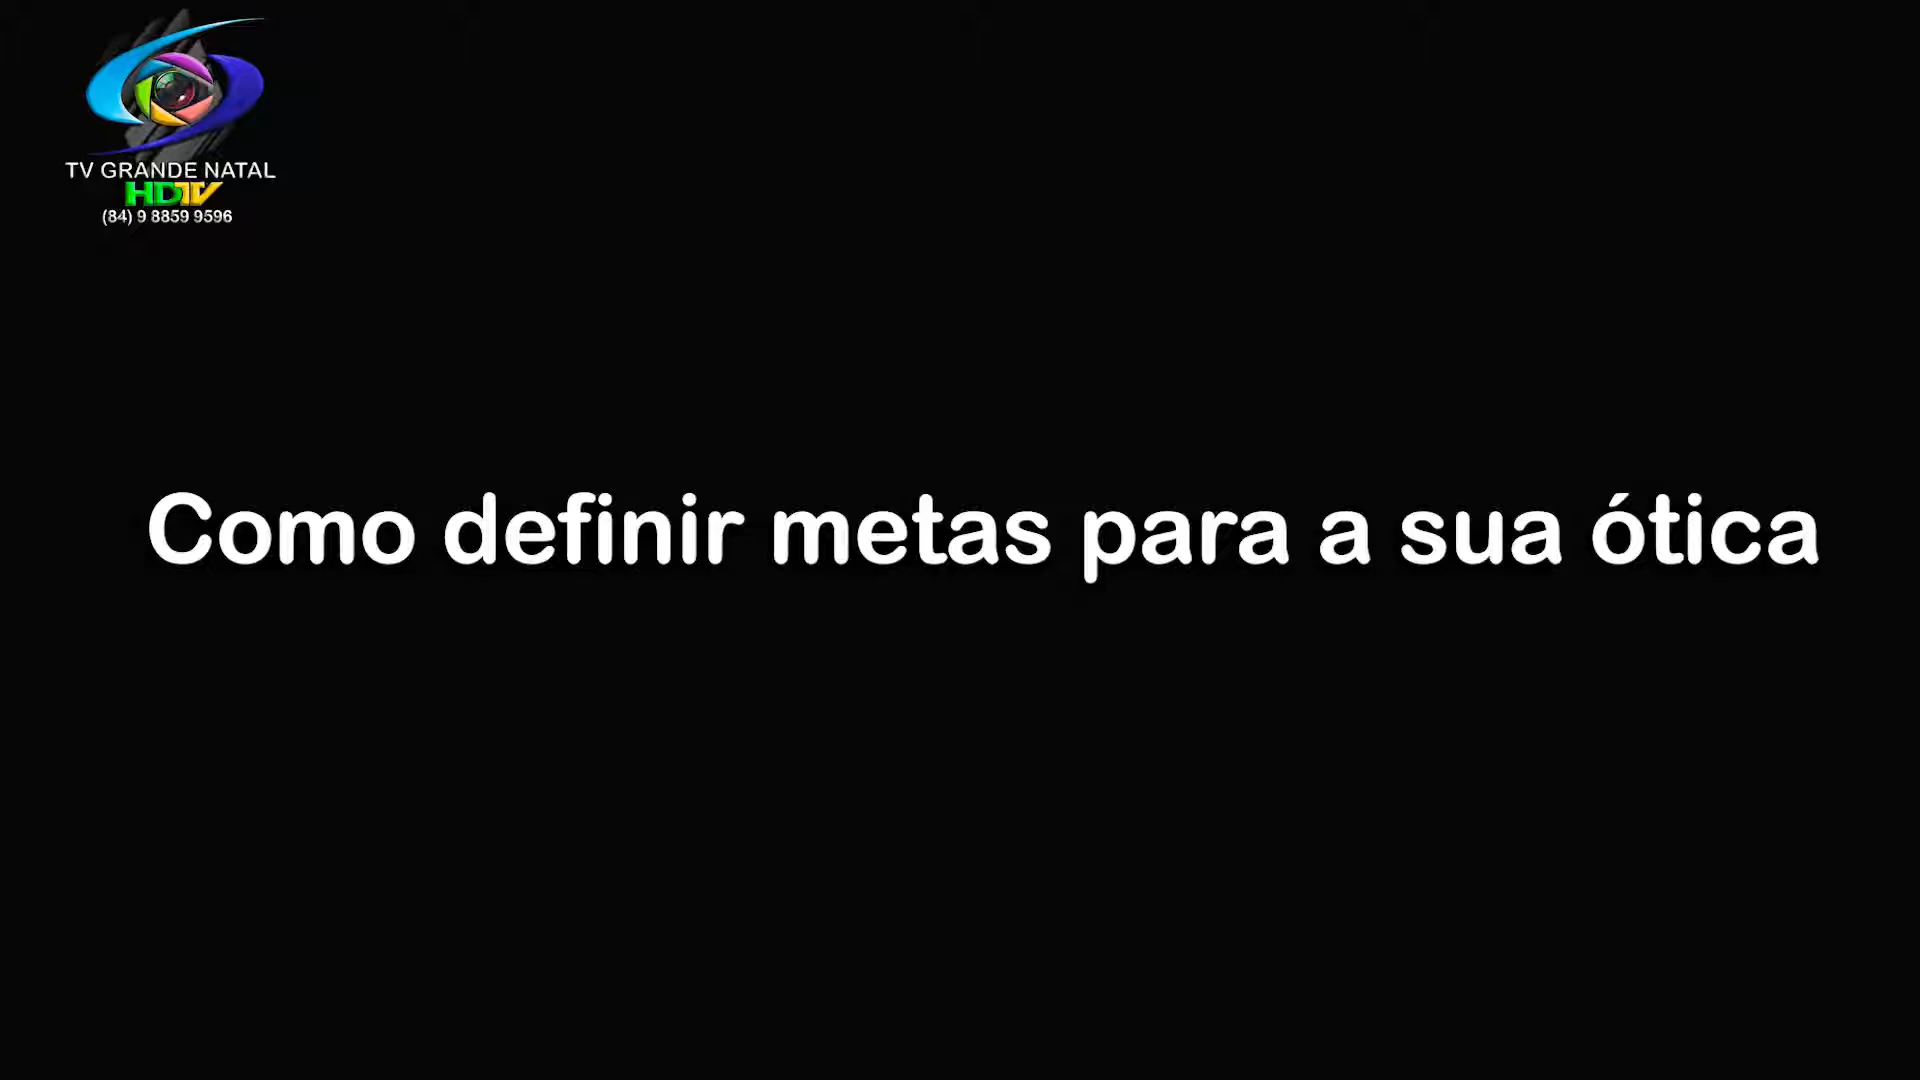 TV GRANDE NATAL
HDTV
(84) 9 8859 9596
Como definir metas para a sua ótica